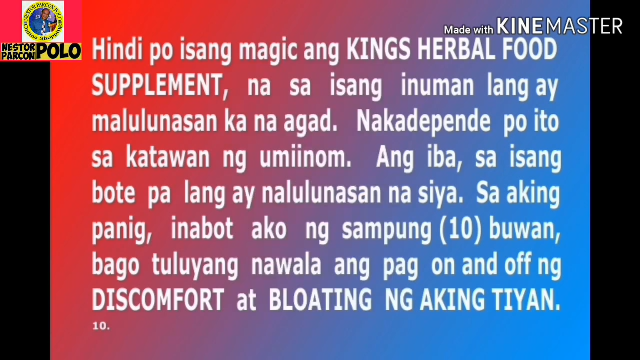 Made with KINEMASTER
NESTOR PARCON POLO
Hindi po isang magic ang KINGS HERBAL FOOD
SUPPLEMENT, na sa isang inuman lang ay
malulunasan ka na agad. Nakadepende po ito
sa katawan ng umiinom. Ang iba, sa isang
bote pa lang ay nalulunasan na siya. Sa aking
panig, inabot ako ng sampung (10) buwan,
bago tuluyang nawala ang pag on and off ng
DISCOMFORT at BLOATING NG AKING TIYAN.
10.